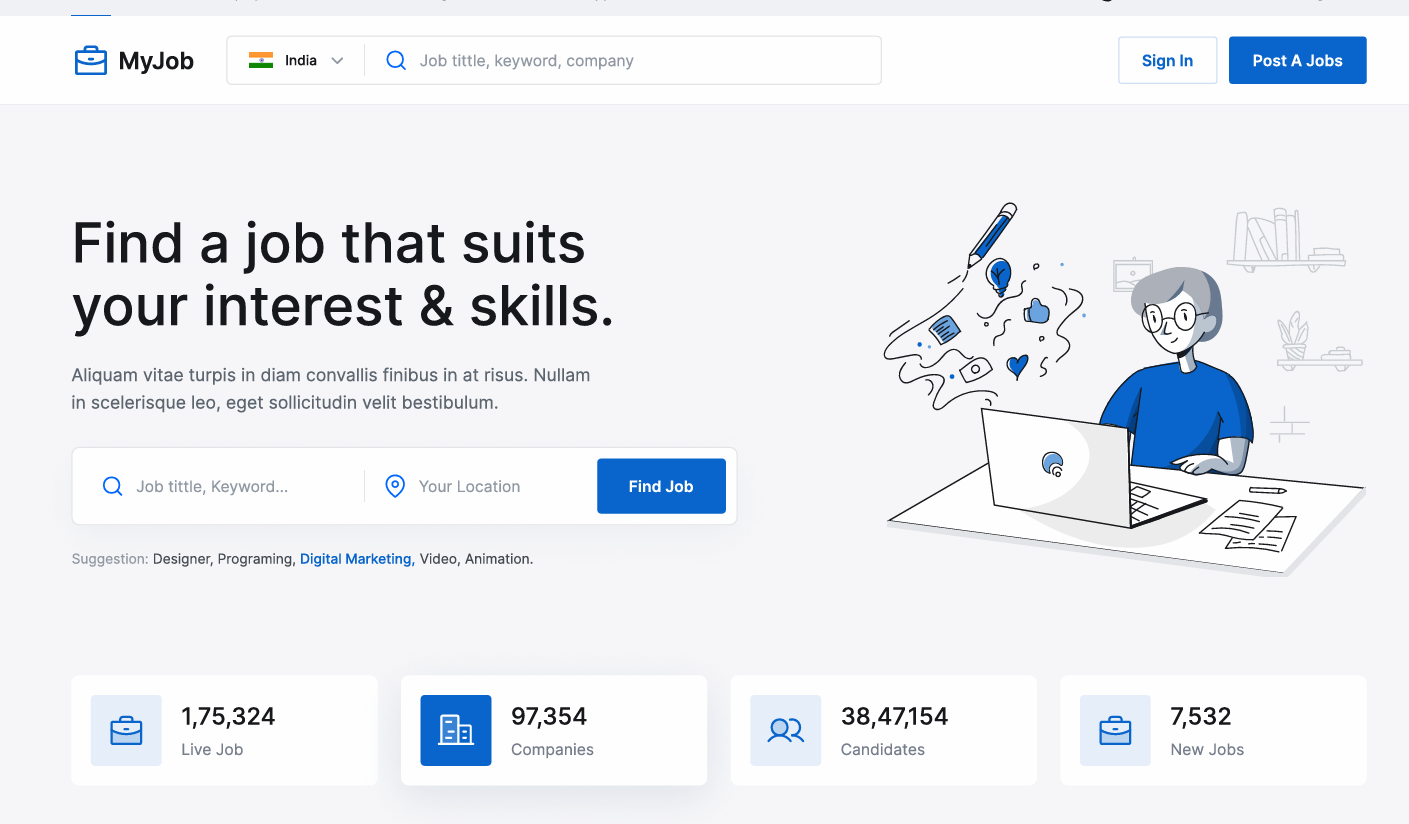 MyJob
India
Job tittle, keyword, company
Sign In
Post A Jobs
Find a job that suits
your interest & skills.
Aliquam vitae turpis in diam convallis finibus in at risus. Nullam
in scelerisque leo, eget sollicitudin velit bestibulum.
Job tittle, Keyword...
Your Location
Find Job
Suggestion: Designer, Programing, Digital Marketing, Video, Animation.
1,75,324
Live Job
97,354
Companies
38,47,154
Candidates
7,532
New Jobs